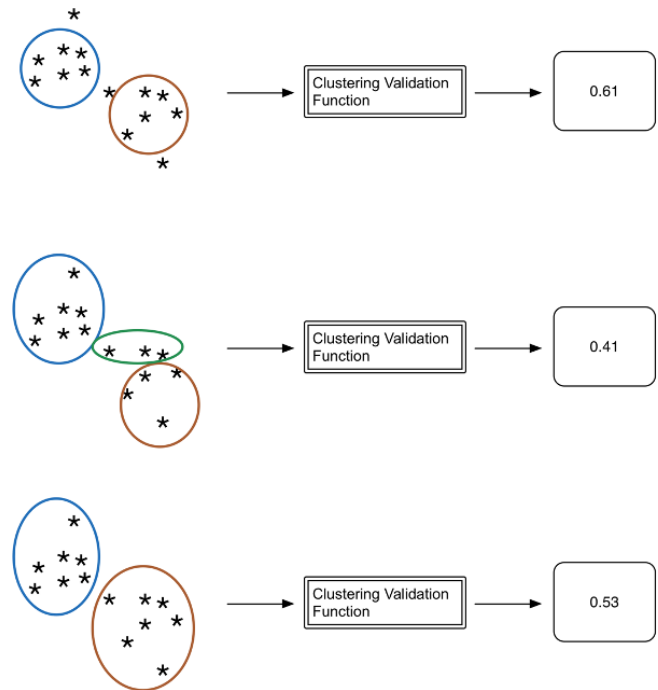 Clustering Validation
Function
0.61
Clustering Validation
Function
0.41
Clustering Validation
Function
0.53